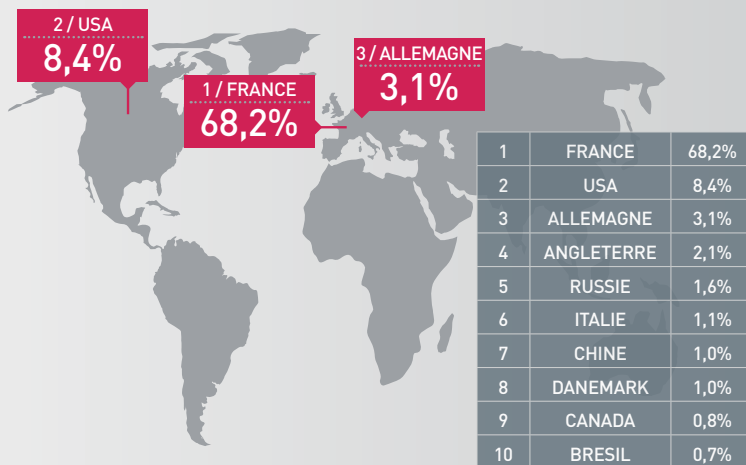 2 / USA
8,4%
1 / FRANCE
68,2%
3 / ALLEMAGNE
3,1%
1 FRANCE 68,2%
2 USA 8,4%
3 ALLEMAGNE 3,1%
4 ANGLETERRE 2,1%
5 RUSSIE 1,6%
6 ITALIE 1,1%
7 CHINE 1,0%
8 DANEMARK 1,0%
9 CANADA 0,8%
10 BRESIL 0,7%